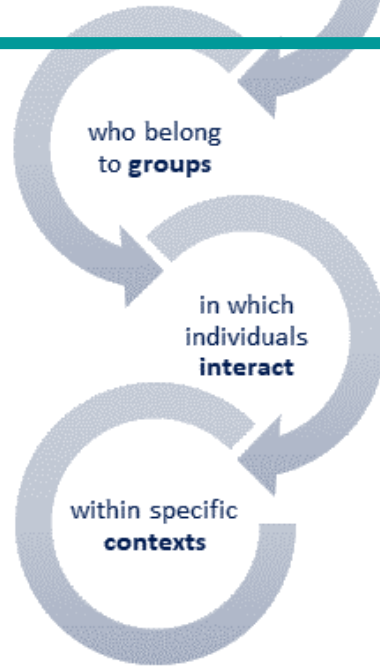 who belong
to groups
in which
individuals
interact
within specific
contexts